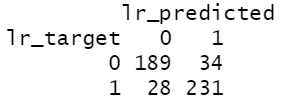 lr_predicted
lr_target 0 1
0 189 34
1 28 231